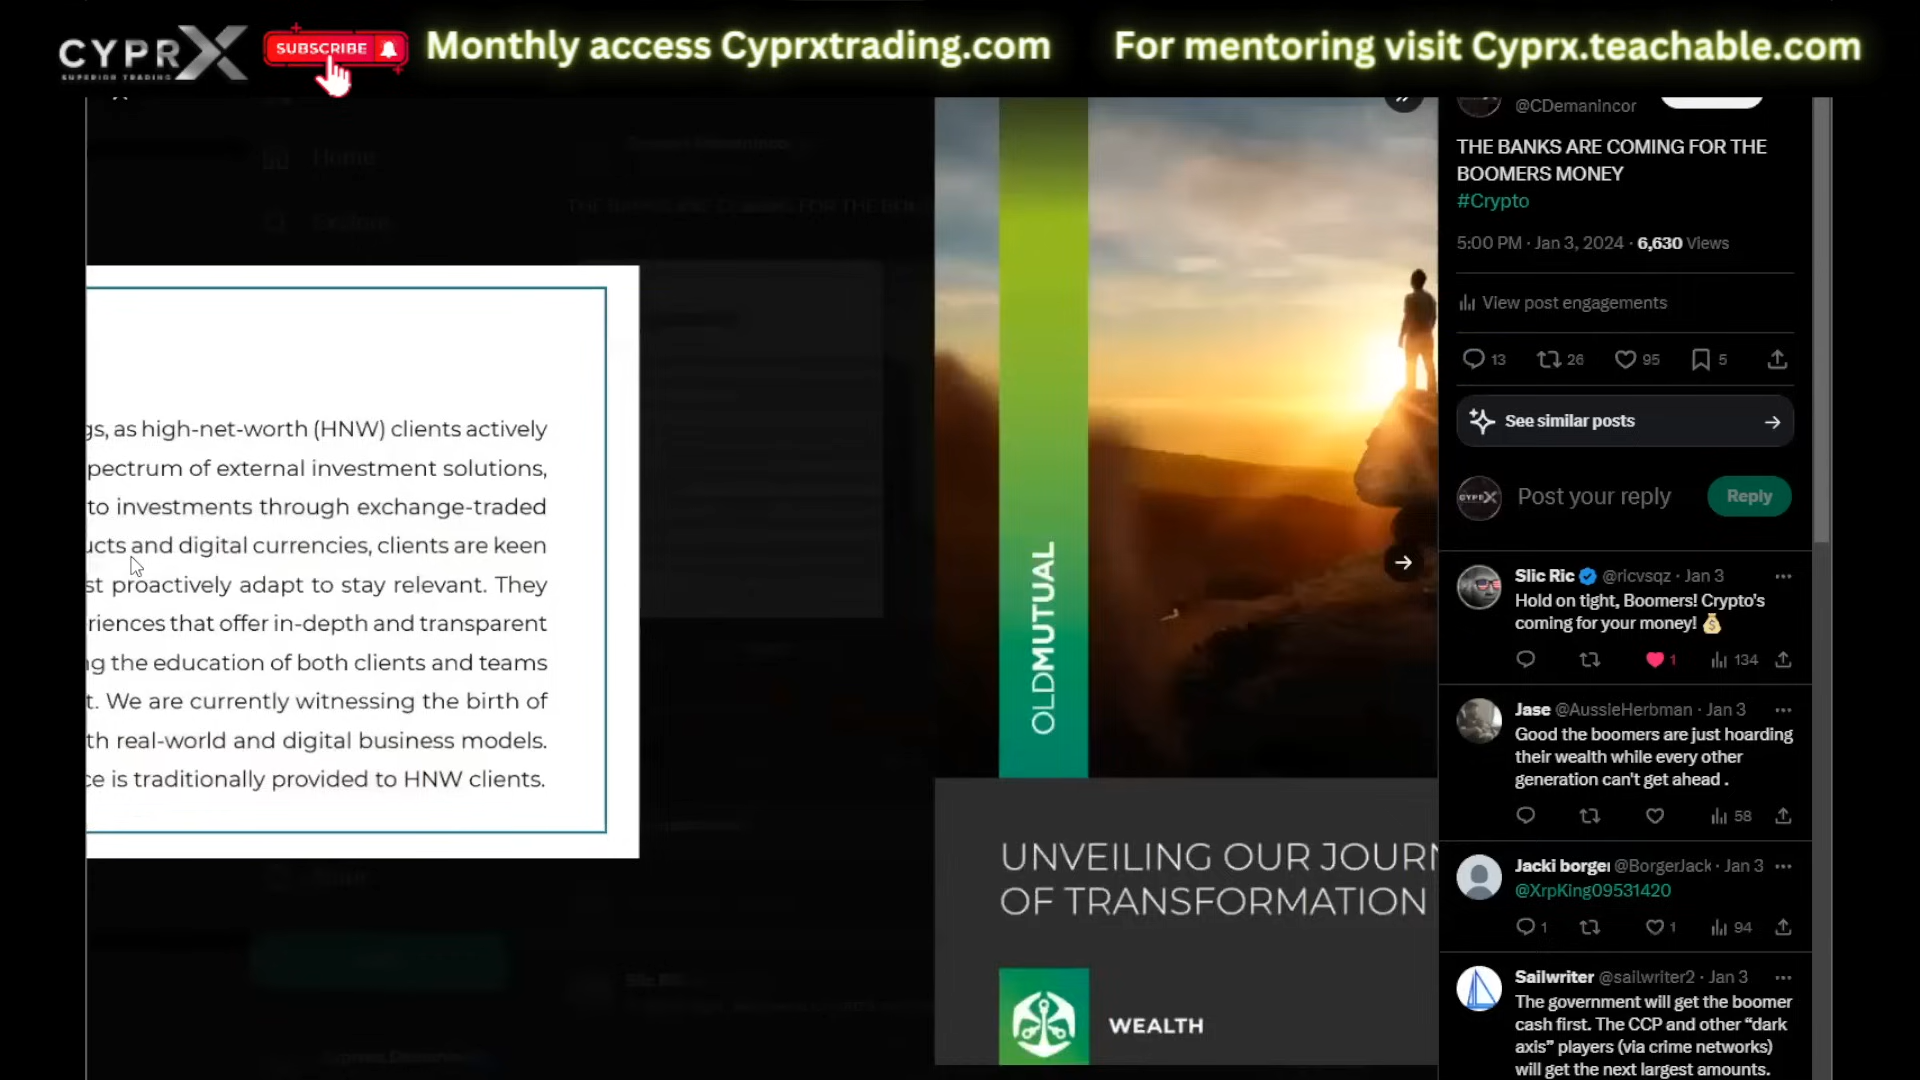 CYPRX
SUPERIOR TRADING
SUBSCRIBE
Monthly access Cyprxtrading.com
For mentoring visit Cyprx.teachable.com
gs, as high-net-worth (HNW) clients actively
pectrum of external investment solutions,
to investments through exchange-traded
ucts and digital currencies, clients are keen
st proactively adapt to stay relevant. They
riences that offer in-depth and transparent
ng the education of both clients and teams
t. We are currently witnessing the birth of
th real-world and digital business models.
ce is traditionally provided to HNW clients.
Home
Explore
OLDMUTUAL
UNVEILING OUR JOURN
OF TRANSFORMATION
WEALTH
@CDemanincor
THE BANKS ARE COMING FOR THE
BOOMERS MONEY
#Crypto
5:00 PM · Jan 3, 2024 · 6,630 Views
View post engagements
13 26 95 5
See similar posts
CYPRX Post your reply Reply
Slic Ric @ricvsqz · Jan 3
Hold on tight, Boomers! Crypto's
coming for your money!
1 134
Jase @AussieHerbman · Jan 3
Good the boomers are just hoarding
their wealth while every other
generation can't get ahead .
58
Jacki borger @BorgerJack · Jan 3
@XrpKing09531420
1 1 94
Sailwriter @sailwriter2 · Jan 3
The government will get the boomer
cash first. The CCP and other “dark
axis” players (via crime networks)
will get the next largest amounts.